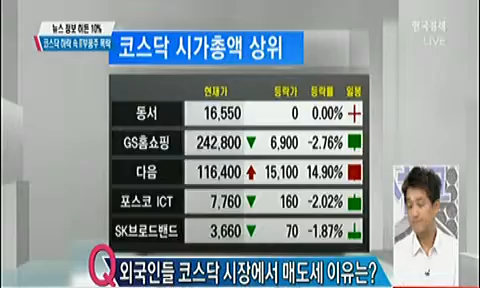 뉴스 정보 히든 10%
한국경제
LIVE
코스닥 하락 속 IT부품주 폭락
코스닥 시가총액 상위
현재가 등락가 등락률 일봉
동서 16,550 0 0.00%
GS홈쇼핑 242,800 ▼ 6,900 -2.76%
다음 116,400 ↑ 15,100 14.90%
포스코 ICT 7,760 ▼ 160 -2.02%
SK브로드밴드 3,660 ▼ 70 -1.87%
Q 외국인들 코스닥 시장에서 매도세 이유는?